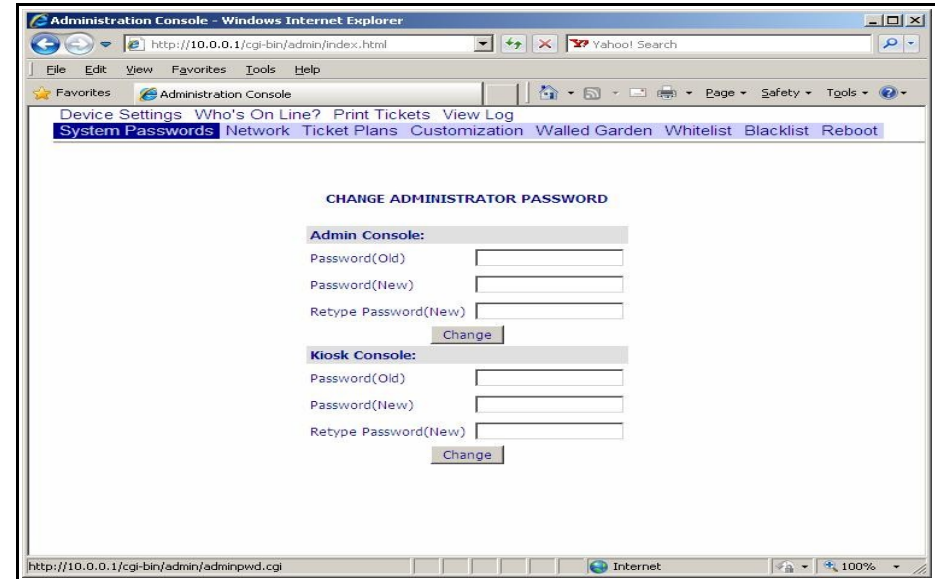 Administration Console - Windows Internet Explorer
http://10.0.0.1/cgi-bin/admin/index.html Yahoo! Search
File Edit View Favorites Tools Help
Favorites Administration Console Page Safety Tools
Device Settings Who's On Line? Print Tickets View Log
System Passwords Network Ticket Plans Customization Walled Garden Whitelist Blacklist Reboot
CHANGE ADMINISTRATOR PASSWORD
Admin Console:
Password(Old)
Password(New)
Retype Password(New)
Change
Kiosk Console:
Password(Old)
Password(New)
Retype Password(New)
Change
http://10.0.0.1/cgi-bin/admin/adminpwd.cgi Internet 100%